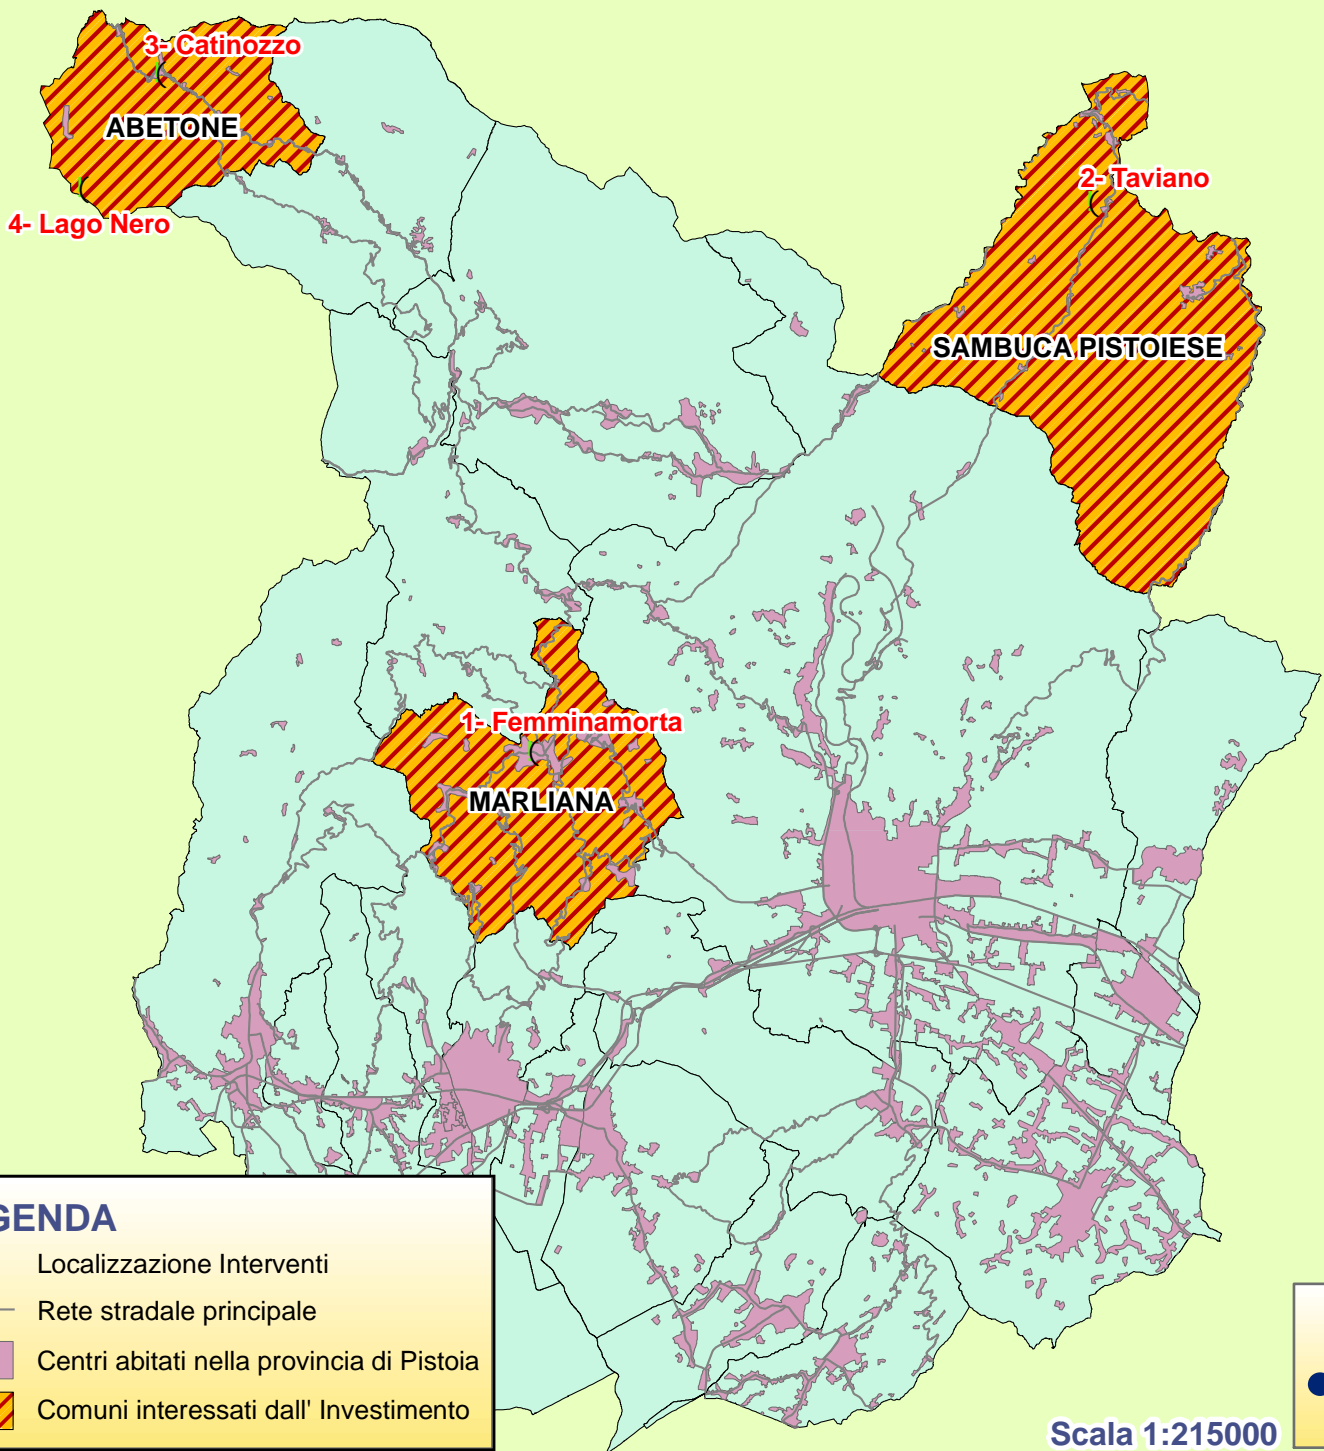 3- Catinozzo
ABETONE
4- Lago Nero
2- Taviano
SAMBUCA PISTOIESE
1- Femminamorta
MARLIANA
GENDA
Localizzazione Interventi
Rete stradale principale
Centri abitati nella provincia di Pistoia
Comuni interessati dall' Investimento
Scala 1:215000